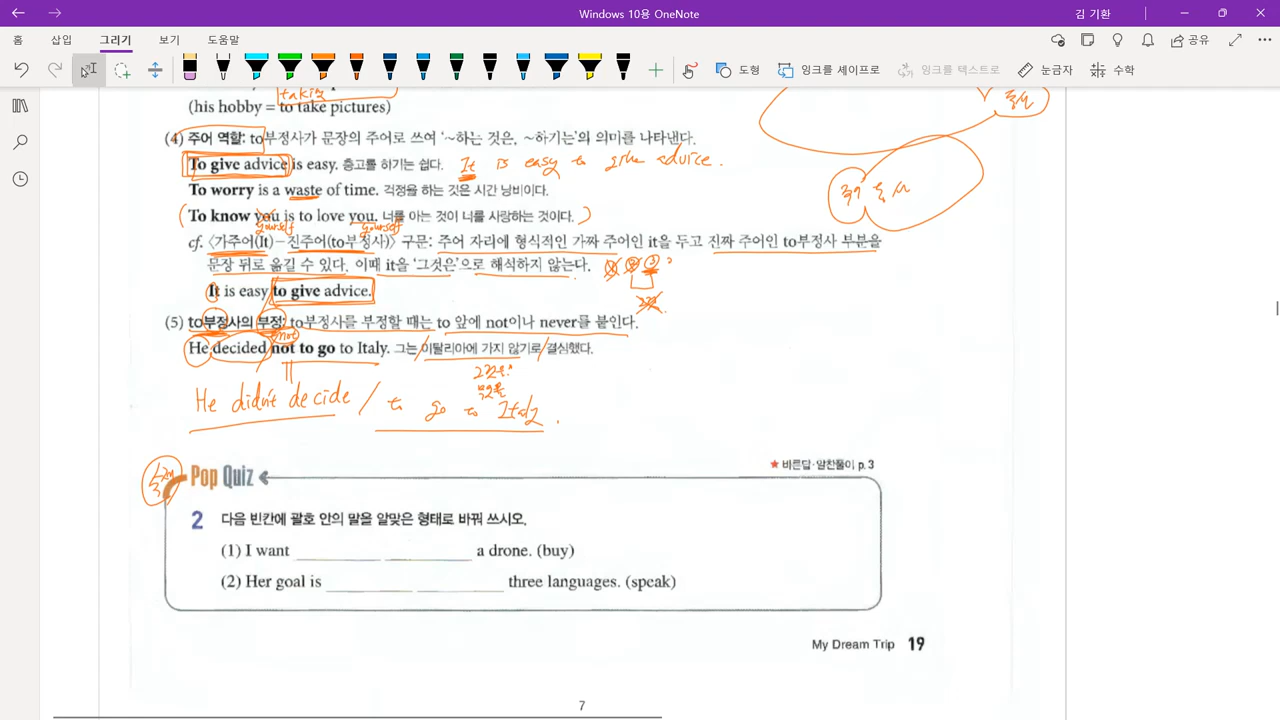 Windows 10용 OneNote
김 기환
홈 삽입 그리기 보기 도움말
공유
도형 잉크를 셰이프로 잉크를 텍스트로 눈금자 수학
taking
(his hobby = to take pictures)
(4) 주어 역할: to부정사가 문장의 주어로 쓰여 '~하는 것은, ~하기는'의 의미를 나타낸다.
To give advice is easy. 충고를 하기는 쉽다. It is easy to give advice.
To worry is a waste of time. 걱정을 하는 것은 시간 낭비이다.
(To know you is to love you. 너를 아는 것이 너를 사랑하는 것이다.)
yourself yourself
cf. 〈가주어(It)-진주어(to부정사)〉 구문: 주어 자리에 형식적인 가짜 주어인 it을 두고 진짜 주어인 to부정사 부분을
문장 뒤로 옮길 수 있다. 이때 it을 '그것은'으로 해석하지 않는다.
It is easy to give advice.
(5) to부정사의 부정: to부정사를 부정할 때는 to 앞에 not이나 never를 붙인다.
not
He decided not to go to Italy. 그는 이탈리아에 가지 않기로 결심했다.
He didn't decide / to go to Italy.
숙제
Pop Quiz
★ 바른답·알찬풀이 p.3
2 다음 빈칸에 괄호 안의 말을 알맞은 형태로 바꿔 쓰시오.
(1) I want ____ ____ a drone. (buy)
(2) Her goal is ____ ____ three languages. (speak)
My Dream Trip 19
7